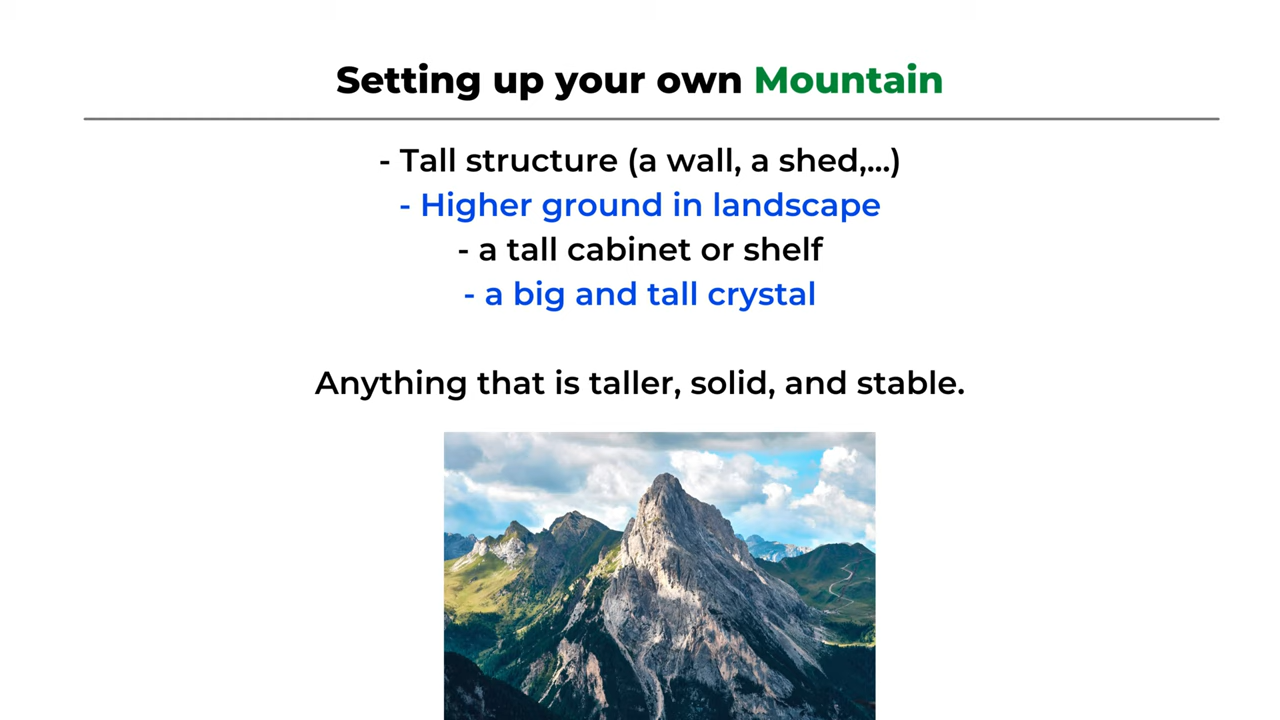 Setting up your own Mountain
- Tall structure (a wall, a shed,...)
- Higher ground in landscape
- a tall cabinet or shelf
- a big and tall crystal
Anything that is taller, solid, and stable.